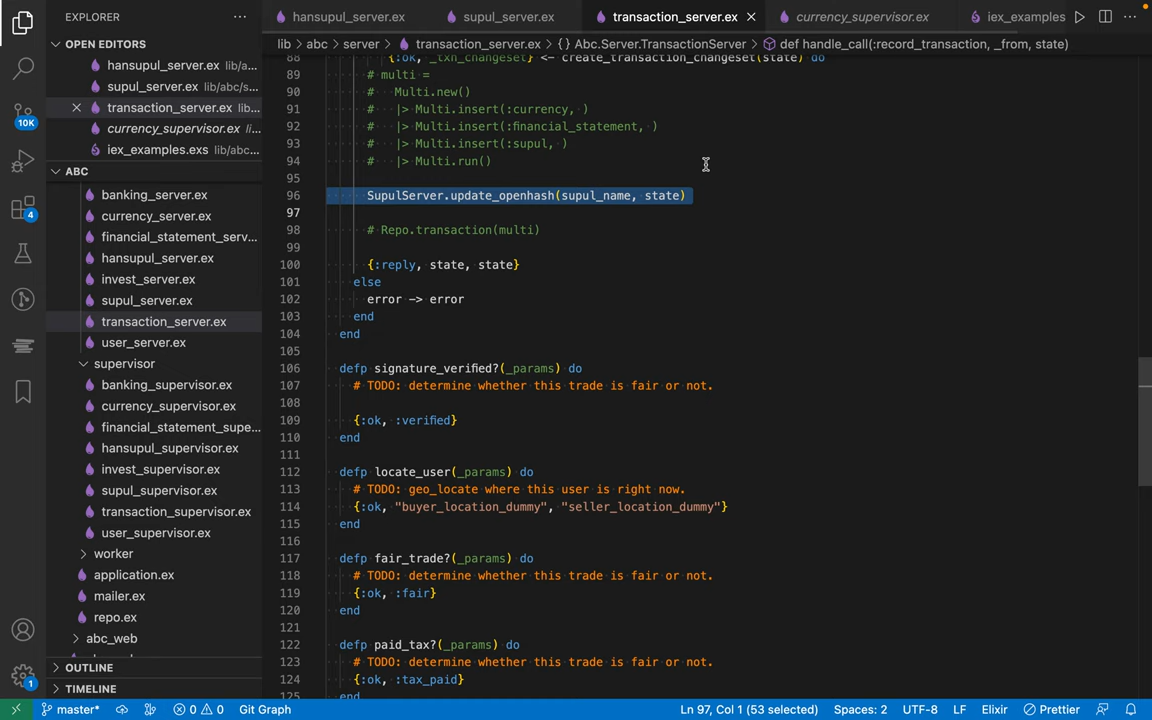 EXPLORER
hansupul_server.ex
supul_server.ex
transaction_server.ex
currency_supervisor.ex
iex_examples
OPEN EDITORS
hansupul_server.ex lib/a...
supul_server.ex lib/abc/s...
transaction_server.ex lib...
currency_supervisor.ex li...
iex_examples.exs lib/abc...
10K
4
1
ABC
banking_server.ex
currency_server.ex
financial_statement_serv...
hansupul_server.ex
invest_server.ex
supul_server.ex
transaction_server.ex
user_server.ex
supervisor
banking_supervisor.ex
currency_supervisor.ex
financial_statement_supe...
hansupul_supervisor.ex
invest_supervisor.ex
supul_supervisor.ex
transaction_supervisor.ex
user_supervisor.ex
worker
application.ex
mailer.ex
repo.ex
abc_web
OUTLINE
TIMELINE
lib > abc > server > transaction_server.ex > {} Abc.Server.TransactionServer > def handle_call(:record_transaction, _from, state)
88 {:ok, _txn_changeset} <- create_transaction_changeset(state) do
89 # multi =
90 # Multi.new()
91 # |> Multi.insert(:currency, )
92 # |> Multi.insert(:financial_statement, )
93 # |> Multi.insert(:supul, )
94 # |> Multi.run()
95
96 SupulServer.update_openhash(supul_name, state)
97
98 # Repo.transaction(multi)
99
100 {:reply, state, state}
101 else
102 error -> error
103 end
104 end
105
106 defp signature_verified?(_params) do
107 # TODO: determine whether this trade is fair or not.
108
109 {:ok, :verified}
110 end
111
112 defp locate_user(_params) do
113 # TODO: geo_locate where this user is right now.
114 {:ok, "buyer_location_dummy", "seller_location_dummy"}
115 end
116
117 defp fair_trade?(_params) do
118 # TODO: determine whether this trade is fair or not.
119 {:ok, :fair}
120 end
121
122 defp paid_tax?(_params) do
123 # TODO: determine whether this trade is fair or not.
124 {:ok, :tax_paid}
125 end
master* 0 0 Git Graph Ln 97, Col 1 (53 selected) Spaces: 2 UTF-8 LF Elixir Prettier